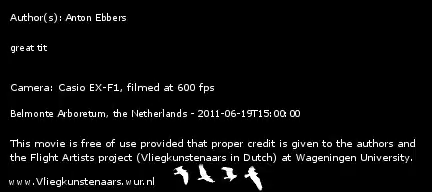 Author(s): Anton Ebbers
great tit
Camera: Casio EX-F1, filmed at 600 fps
Belmonte Arboretum, the Netherlands - 2011-06-19T15:00:00
This movie is free of use provided that proper credit is given to the authors and
the Flight Artists project (Vliegkunstenaars in Dutch) at Wageningen University.
www.Vliegkunstenaars.wur.nl